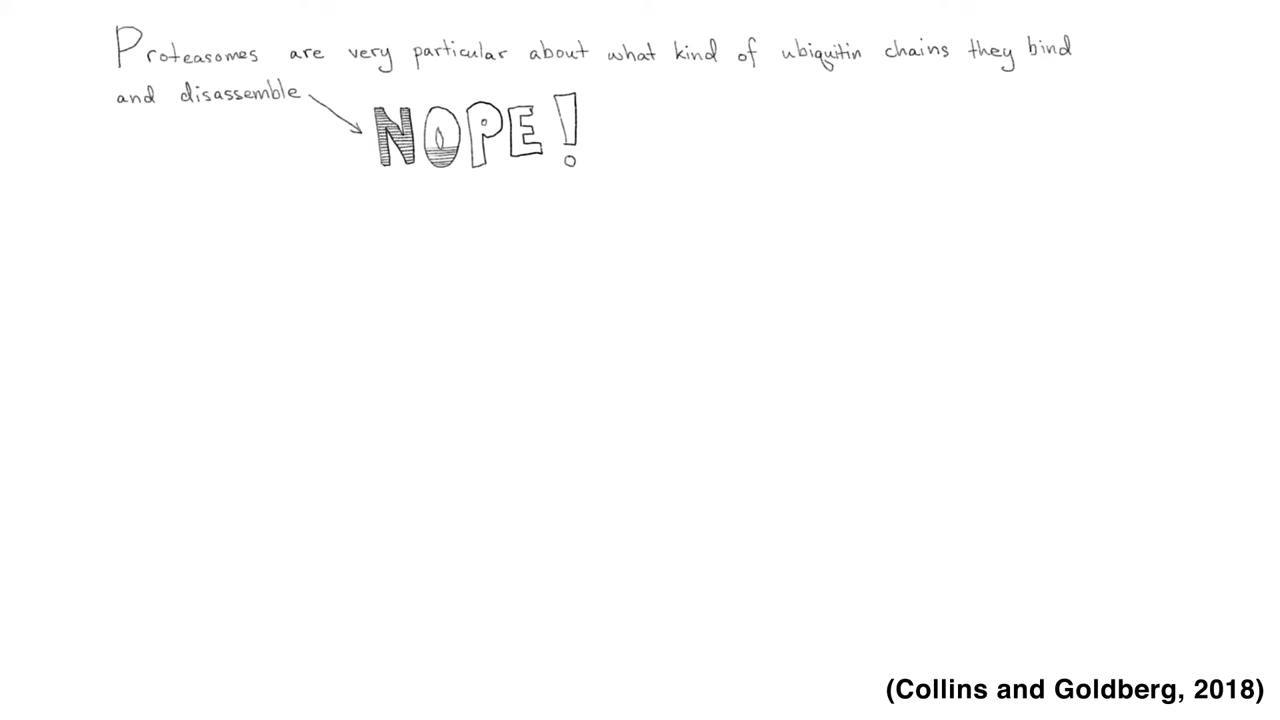 Proteasomes are very particular about what kind of ubiquitin chains they bind
and disassemble
NOPE!
(Collins and Goldberg, 2018)